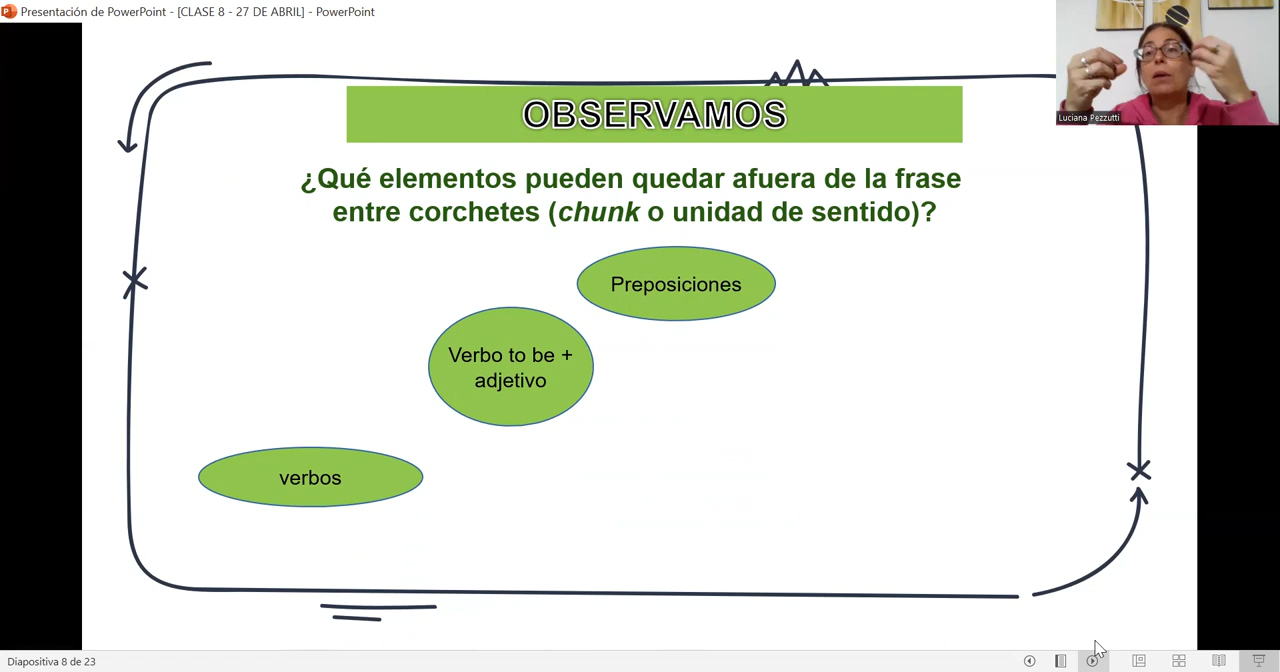 Presentación de PowerPoint - [CLASE 8 - 27 DE ABRIL] - PowerPoint
Luciana Pezzutti
OBSERVAMOS
¿Qué elementos pueden quedar afuera de la frase
entre corchetes (chunk o unidad de sentido)?
Preposiciones
Verbo to be +
adjetivo
verbos
Diapositiva 8 de 23